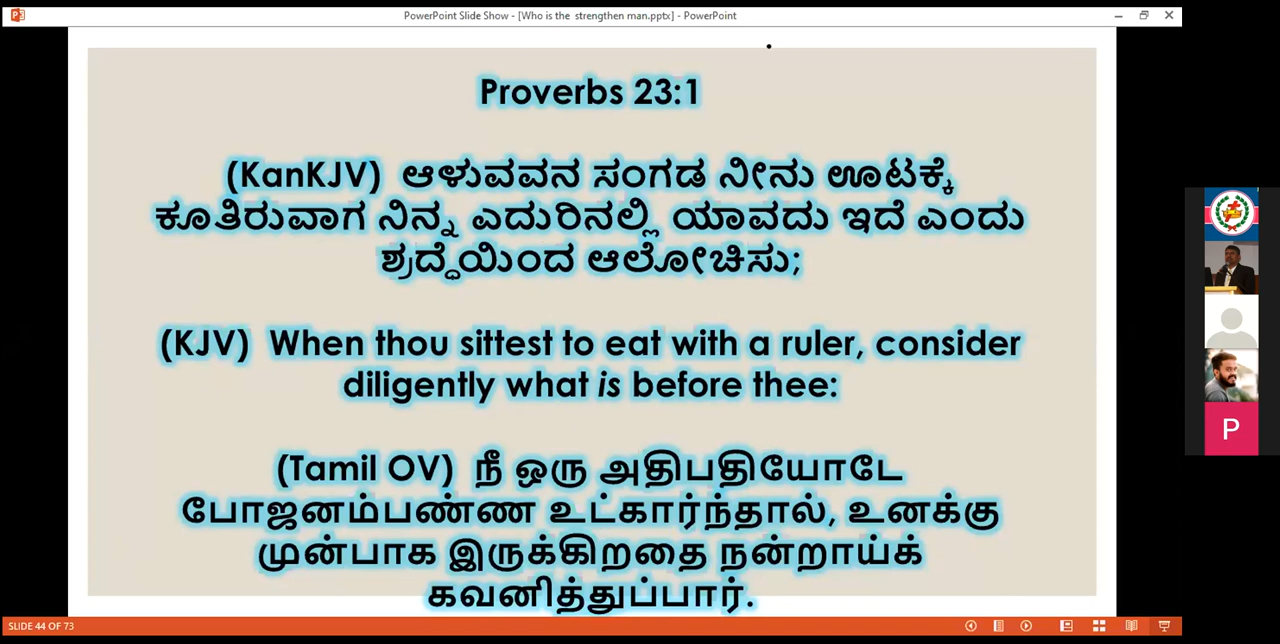 PowerPoint Slide Show - [Who is the  strengthen man.pptx] - PowerPoint
Proverbs 23:1
(KanKJV)  ಆಳುವವನ ಸಂಗಡ ನೀನು ಊಟಕ್ಕೆ
ಕೂತಿರುವಾಗ ನಿನ್ನ ಎದುರಿನಲ್ಲಿ ಯಾವದು ಇದೆ ಎಂದು
ಶ್ರದ್ಧೆಯಿಂದ ಆಲೋಚಿಸು;
(KJV)  When thou sittest to eat with a ruler, consider
diligently what is before thee:
(Tamil OV)  நீ ஒரு அதிபதியோடே
போஜனம்பண்ண உட்கார்ந்தால், உனக்கு
முன்பாக இருக்கிறதை நன்றாய்க்
கவனித்துப்பார்.
P
SLIDE 44 OF 73